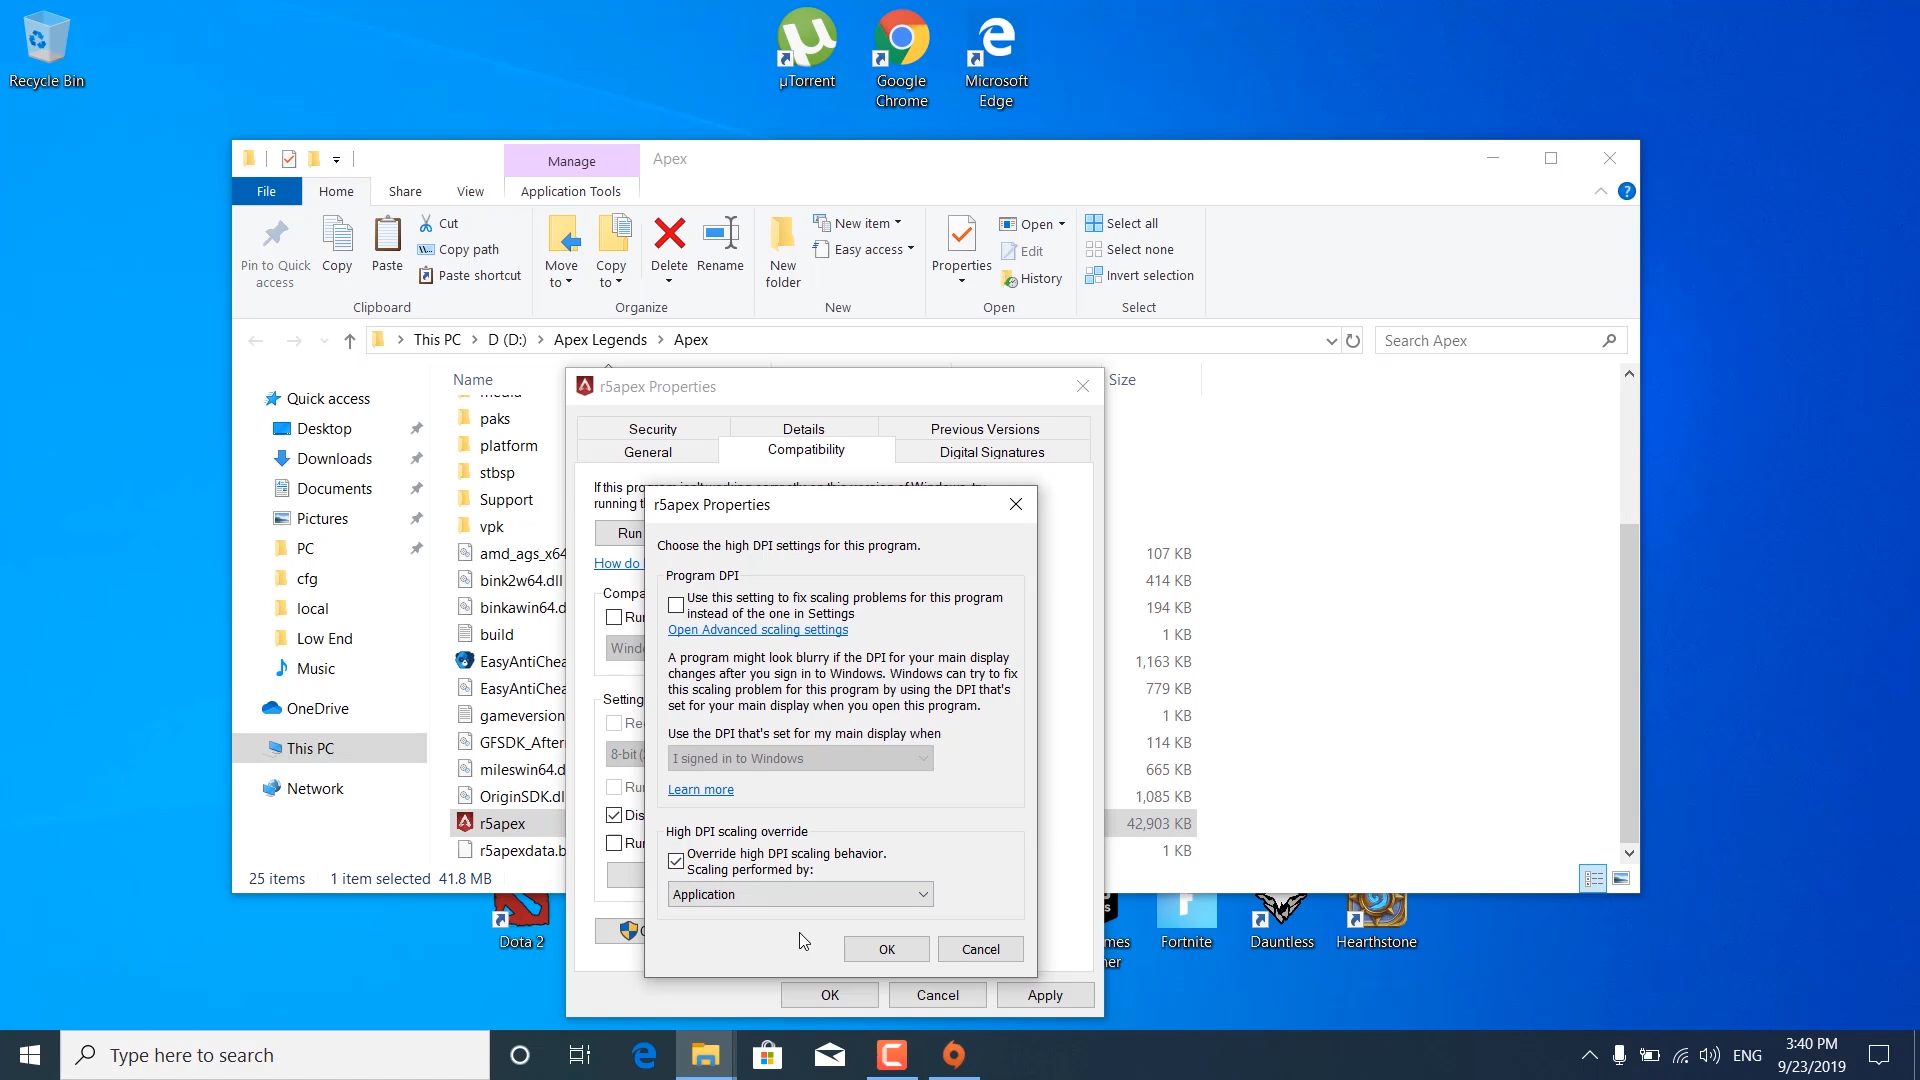 Recycle Bin
µTorrent
Google
Chrome
Microsoft
Edge
Manage
Apex
File
Home
Share
View
Application Tools
Pin to Quick
access
Copy
Paste
Cut
Copy path
Paste shortcut
Clipboard
Move
to
Copy
to
Delete
Rename
Organize
New
folder
New item
Easy access
New
Properties
Open
Edit
History
Open
Select all
Select none
Invert selection
Select
This PC
D (D:)
Apex Legends
Apex
Search Apex
Quick access
Desktop
Downloads
Documents
Pictures
PC
cfg
local
Low End
Music
OneDrive
This PC
Network
Name
Size
media
paks
platform
stbsp
Support
vpk
amd_ags_x64
107 KB
bink2w64.dll
414 KB
binkawin64.d
194 KB
build
1 KB
EasyAntiChea
1,163 KB
EasyAntiChea
779 KB
gameversion
1 KB
GFSDK_After
114 KB
mileswin64.d
665 KB
OriginSDK.dl
1,085 KB
r5apex
42,903 KB
r5apexdata.b
1 KB
25 items
1 item selected 41.8 MB
r5apex Properties
Security
Details
Previous Versions
General
Compatibility
Digital Signatures
If this pro
running t
Run
How do
Compa
Ru
Wind
Setting
Re
8-bit (
Ru
Dis
Ru
OK
Cancel
Apply
r5apex Properties
Choose the high DPI settings for this program.
Program DPI
Use this setting to fix scaling problems for this program
instead of the one in Settings
Open Advanced scaling settings
A program might look blurry if the DPI for your main display
changes after you sign in to Windows. Windows can try to fix
this scaling problem for this program by using the DPI that's
set for your main display when you open this program.
Use the DPI that's set for my main display when
I signed in to Windows
Learn more
High DPI scaling override
Override high DPI scaling behavior.
Scaling performed by:
Application
OK
Cancel
Dota 2
Fortnite
Dauntless
Hearthstone
Type here to search
ENG
3:40 PM
9/23/2019